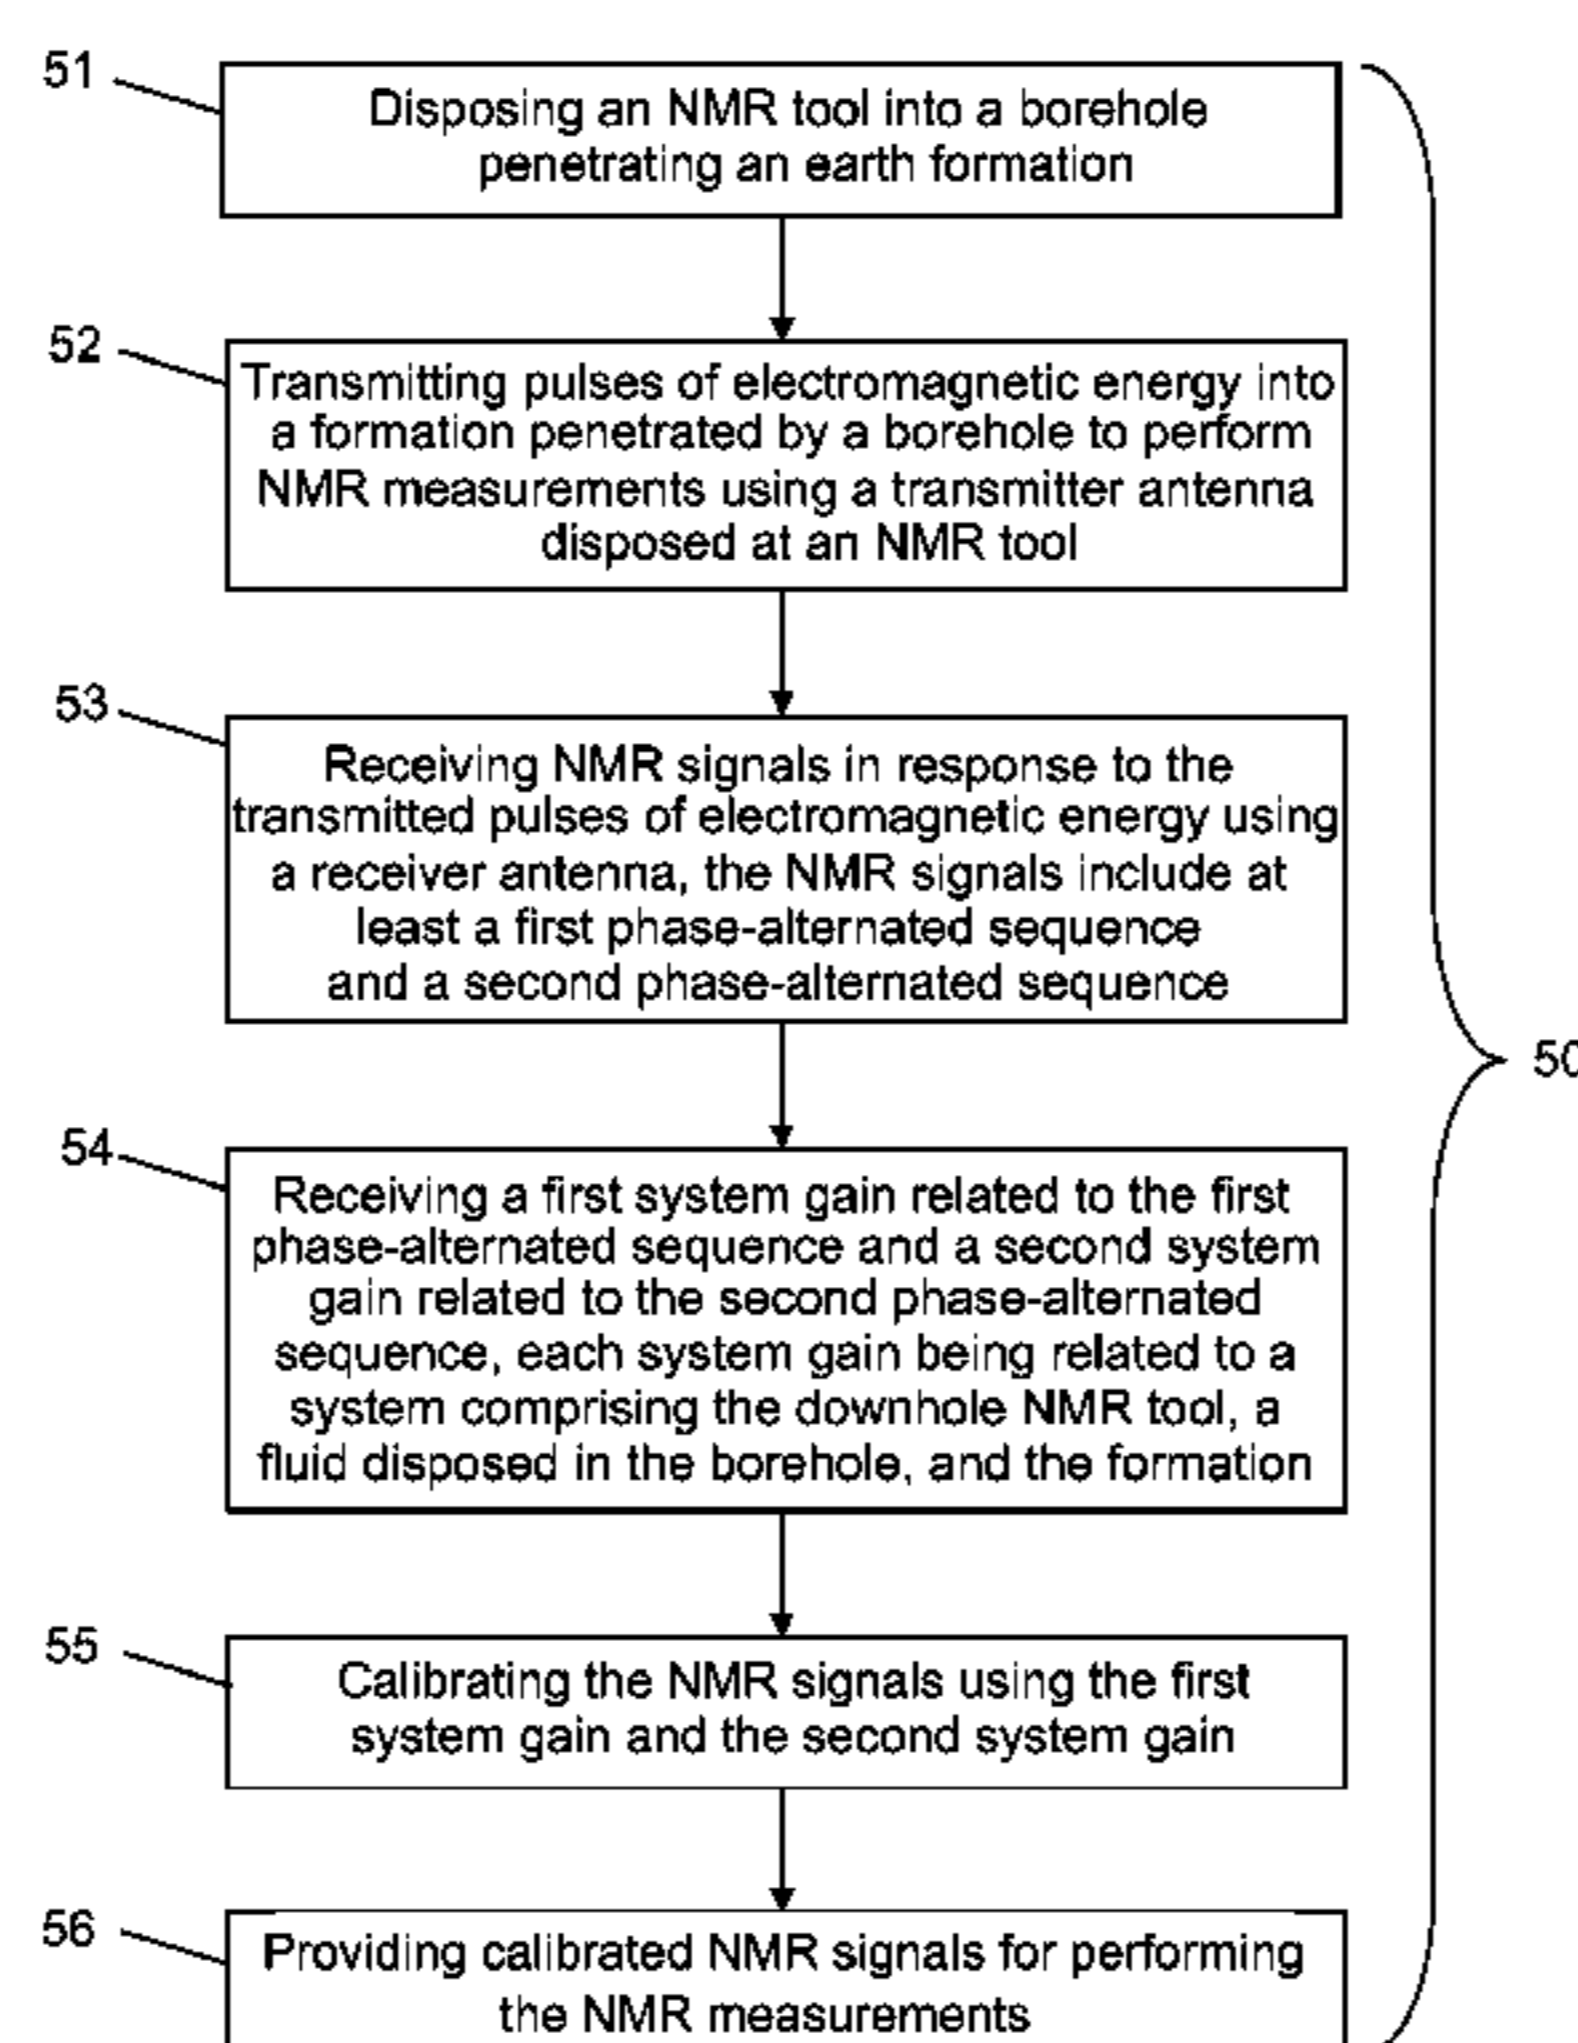 51
Disposing an NMR tool into a borehole
penetrating an earth formation
52
Transmitting pulses of electromagnetic energy into
a formation penetrated by a borehole to perform
NMR measurements using a transmitter antenna
disposed at an NMR tool
53
Receiving NMR signals in response to the
transmitted pulses of electromagnetic energy using
a receiver antenna, the NMR signals include at
least a first phase-alternated sequence
and a second phase-alternated sequence
50
54
Receiving a first system gain related to the first
phase-alternated sequence and a second system
gain related to the second phase-alternated
sequence, each system gain being related to a
system comprising the downhole NMR tool, a
fluid disposed in the borehole, and the formation
55
Calibrating the NMR signals using the first
system gain and the second system gain
56
Providing calibrated NMR signals for performing
the NMR measurements